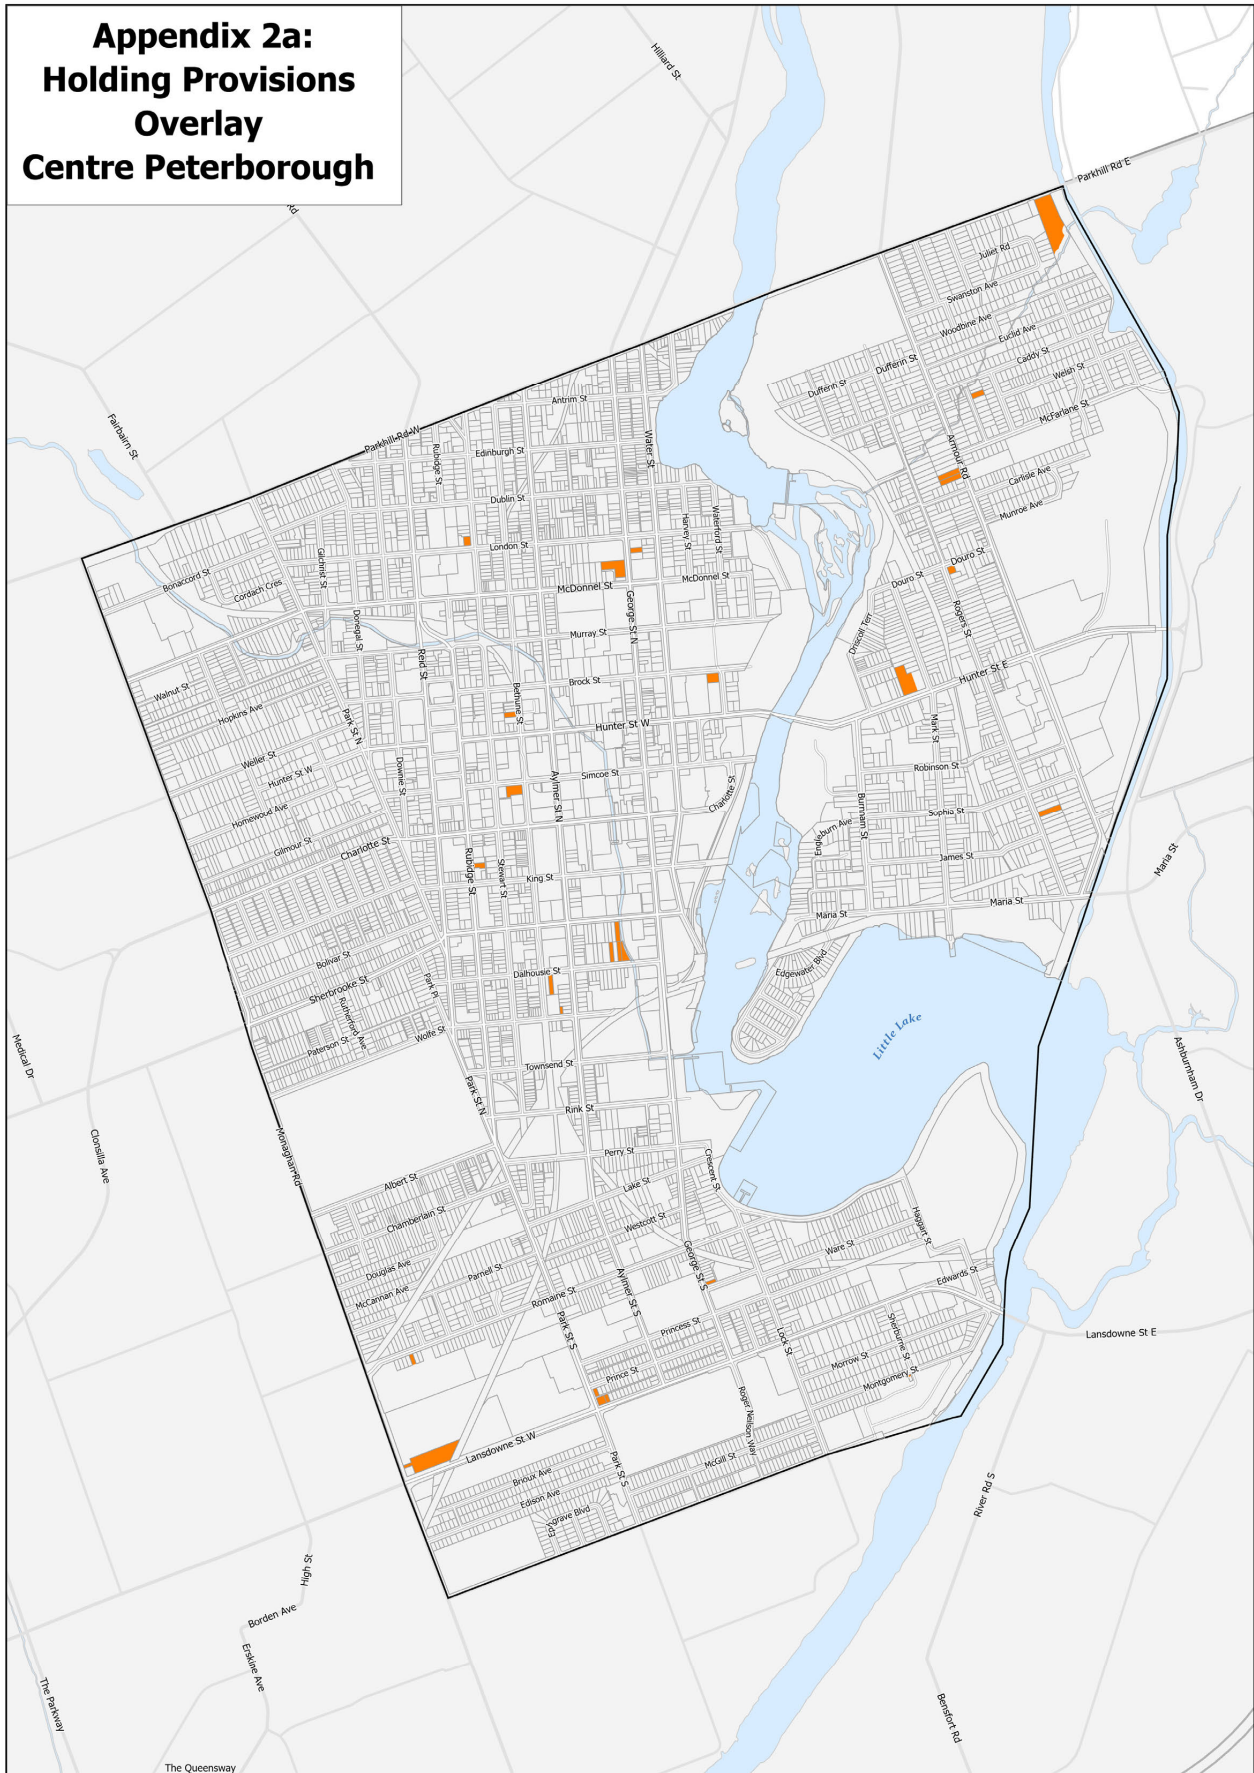 Appendix 2a:
Holding Provisions
Overlay
Centre Peterborough
Hilliard St
Parkhill Rd E
Rd
Juliet Rd
Swanston Ave
Woodbine Ave
Euclid Ave
Caddy St
Welsh St
McFarlane St
Dufferin St
Dufferin St
Armour Rd
Carlisle Ave
Munroe Ave
Fairbairn St
Parkhill Rd W
Antrim St
Edinburgh St
Rubidge St
Water St
Dublin St
London St
Harvey St
Waterford St
McDonnel St
McDonnel St
Bonaccord St
Cordach Cres
Gilchrist St
Donegal St
George St N
Murray St
Reid St
Brock St
Bethune St
Hunter St W
Walnut St
Hopkins Ave
Park St N
Weller St
Hunter St W
Homewood Ave
Downie St
Gilmour St
Charlotte St
Simcoe St
Aylmer St N
Charlotte St
Douro St
Douro St
Rogers St
Driscoll Terr
Hunter St E
Mark St
Robinson St
Burnham St
Sophia St
Engleburn Ave
James St
Maria St
Maria St
Maria St
Edgewater Blvd
Little Lake
Rubidge St
Stewart St
King St
Dalhousie St
Bolivar St
Sherbrooke St
Park Pl
Rutherford Ave
Paterson St
Wolfe St
Townsend St
Park St N
Rink St
Medical Dr
Clonsilla Ave
Monaghan Rd
Ashburnham Dr
Perry St
Crescent St
Albert St
Lake St
Chamberlain St
Westcott St
Douglas Ave
McCannan Ave
Parnell St
Romaine St
George St S
Aylmer St S
Park St S
Ware St
Haggart St
Edwards St
Princess St
Prince St
Lock St
Sherburne St
Morrow St
Montgomery St
Lansdowne St E
Lansdowne St W
Roger Neilson Way
McGill St
Park St S
Brioux Ave
Edison Ave
Edgrave Blvd
High St
Borden Ave
Erskine Ave
The Parkway
The Queensway
River Rd S
Bensfort Rd